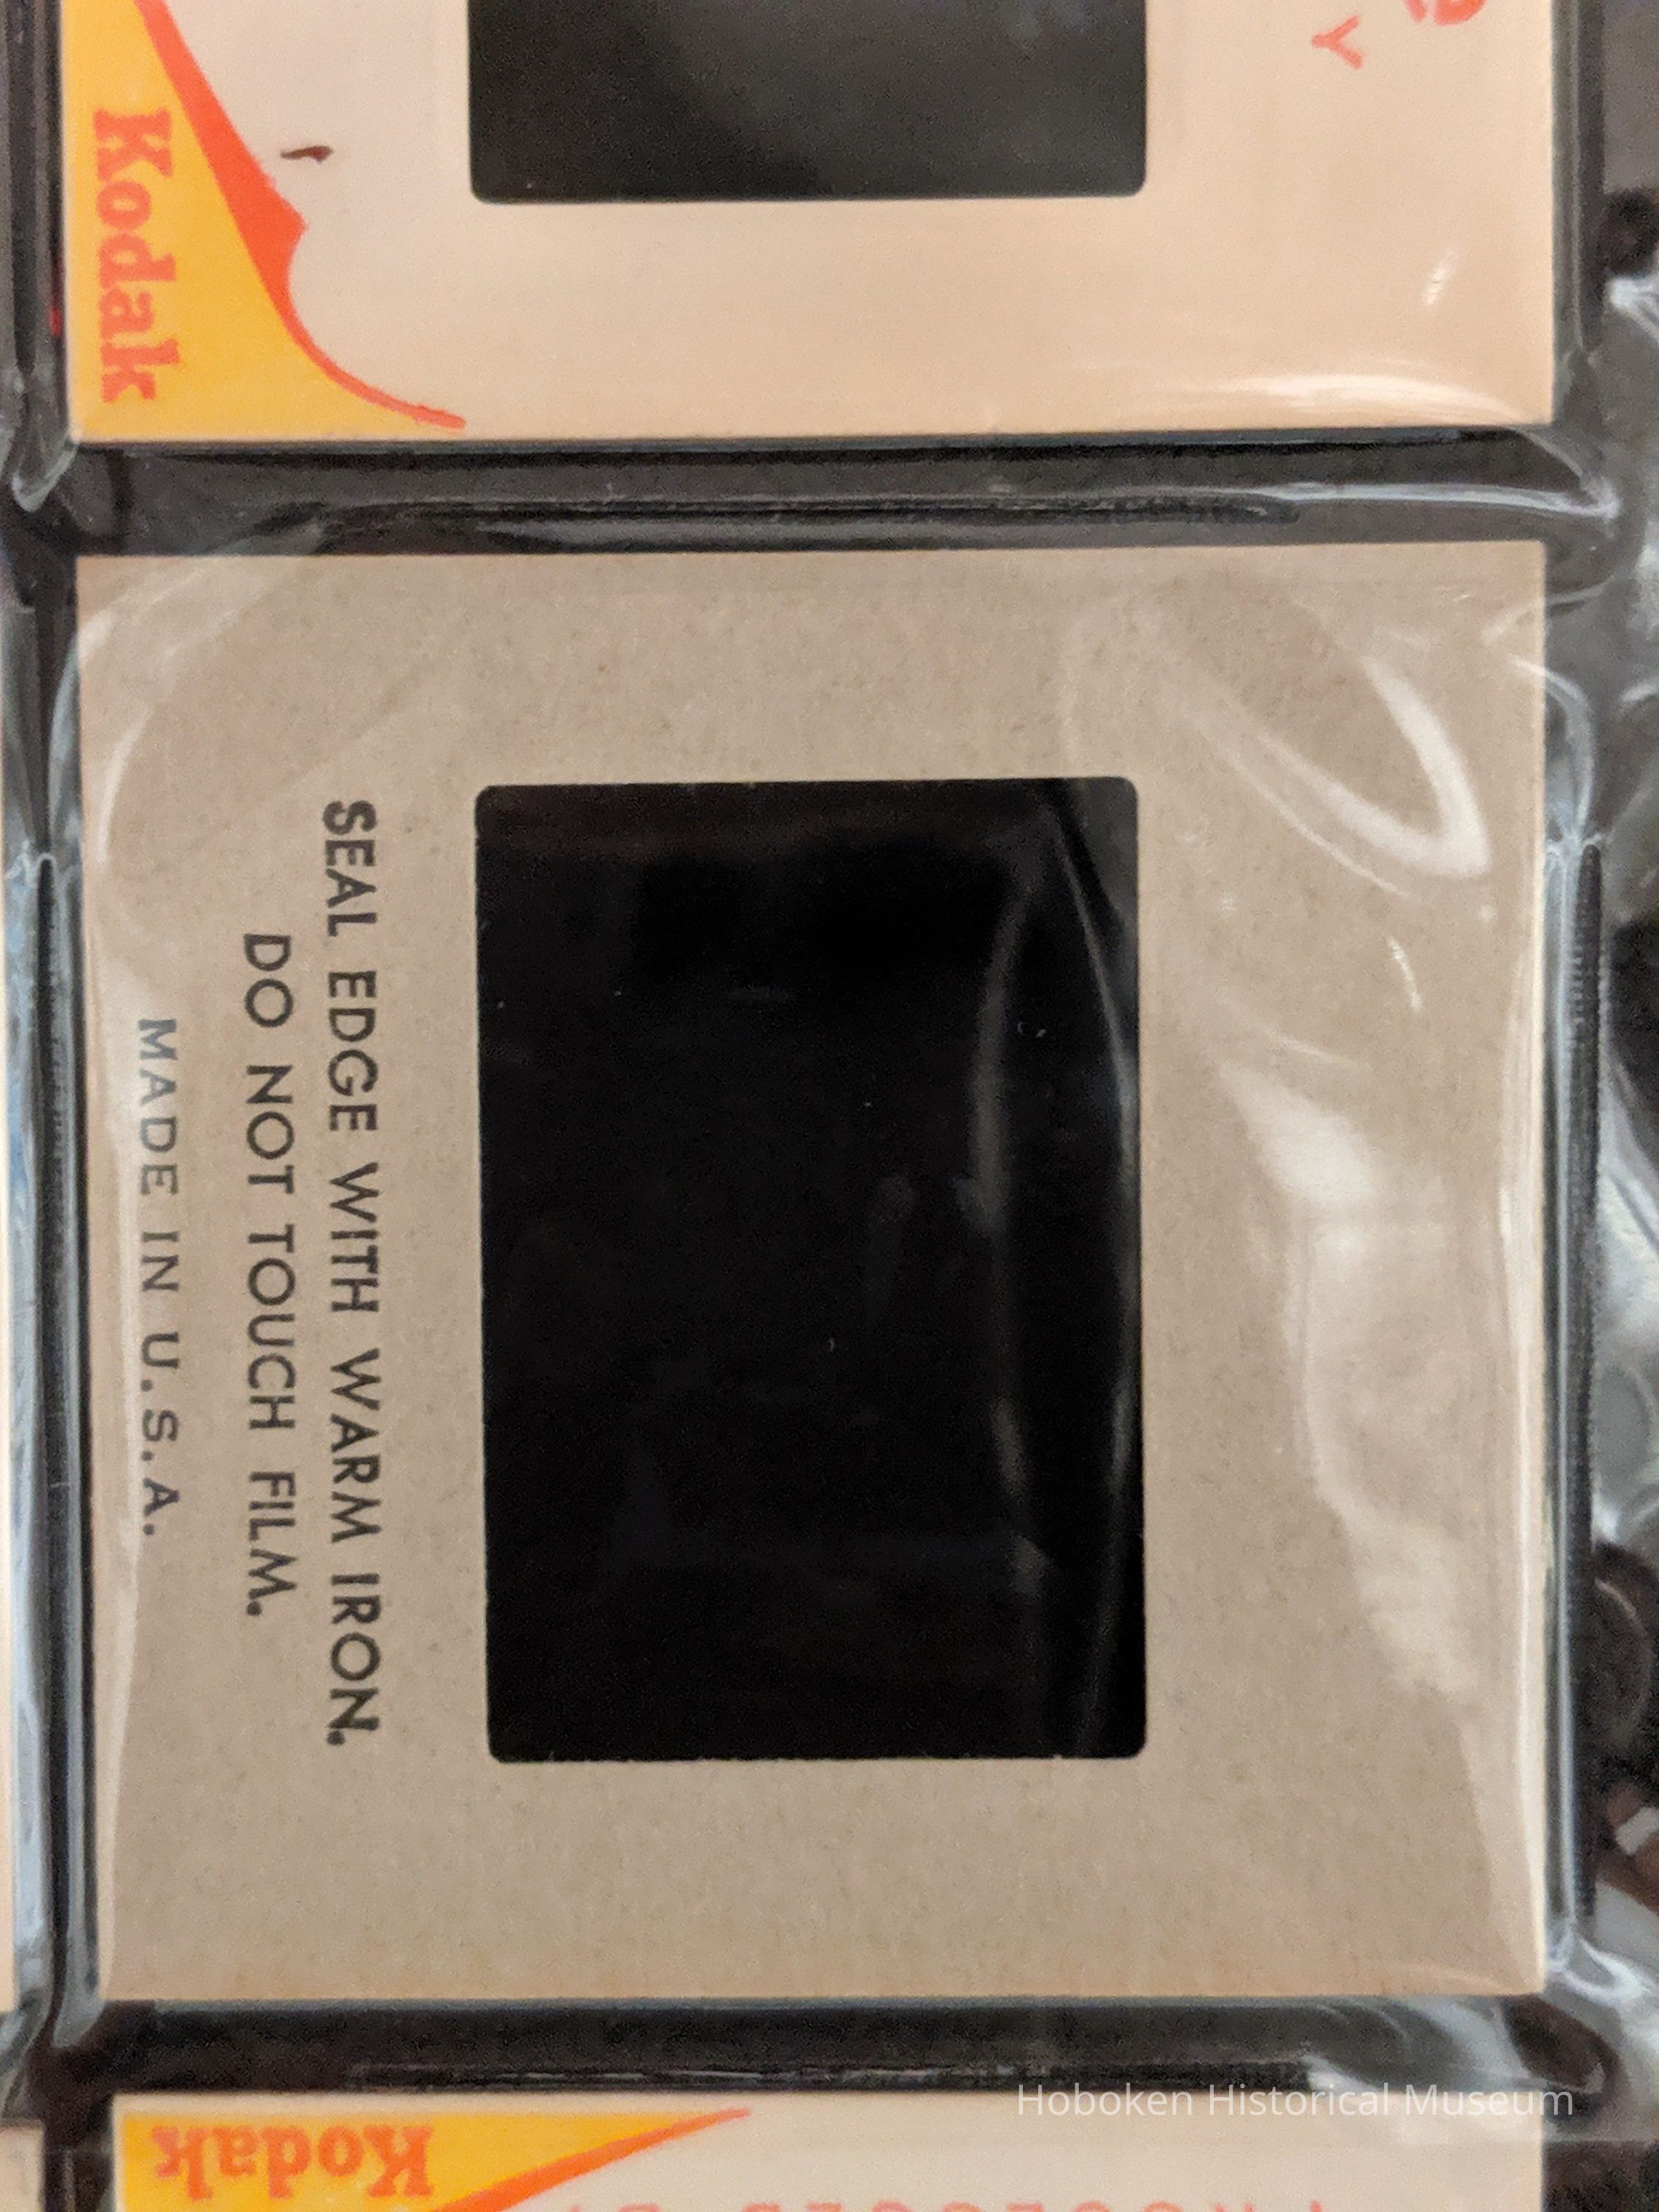 Kodak
SEAL EDGE WITH WARM IRON.
DO NOT TOUCH FILM.
MADE IN U.S.A.
Hoboken Historical Museum
Kodak